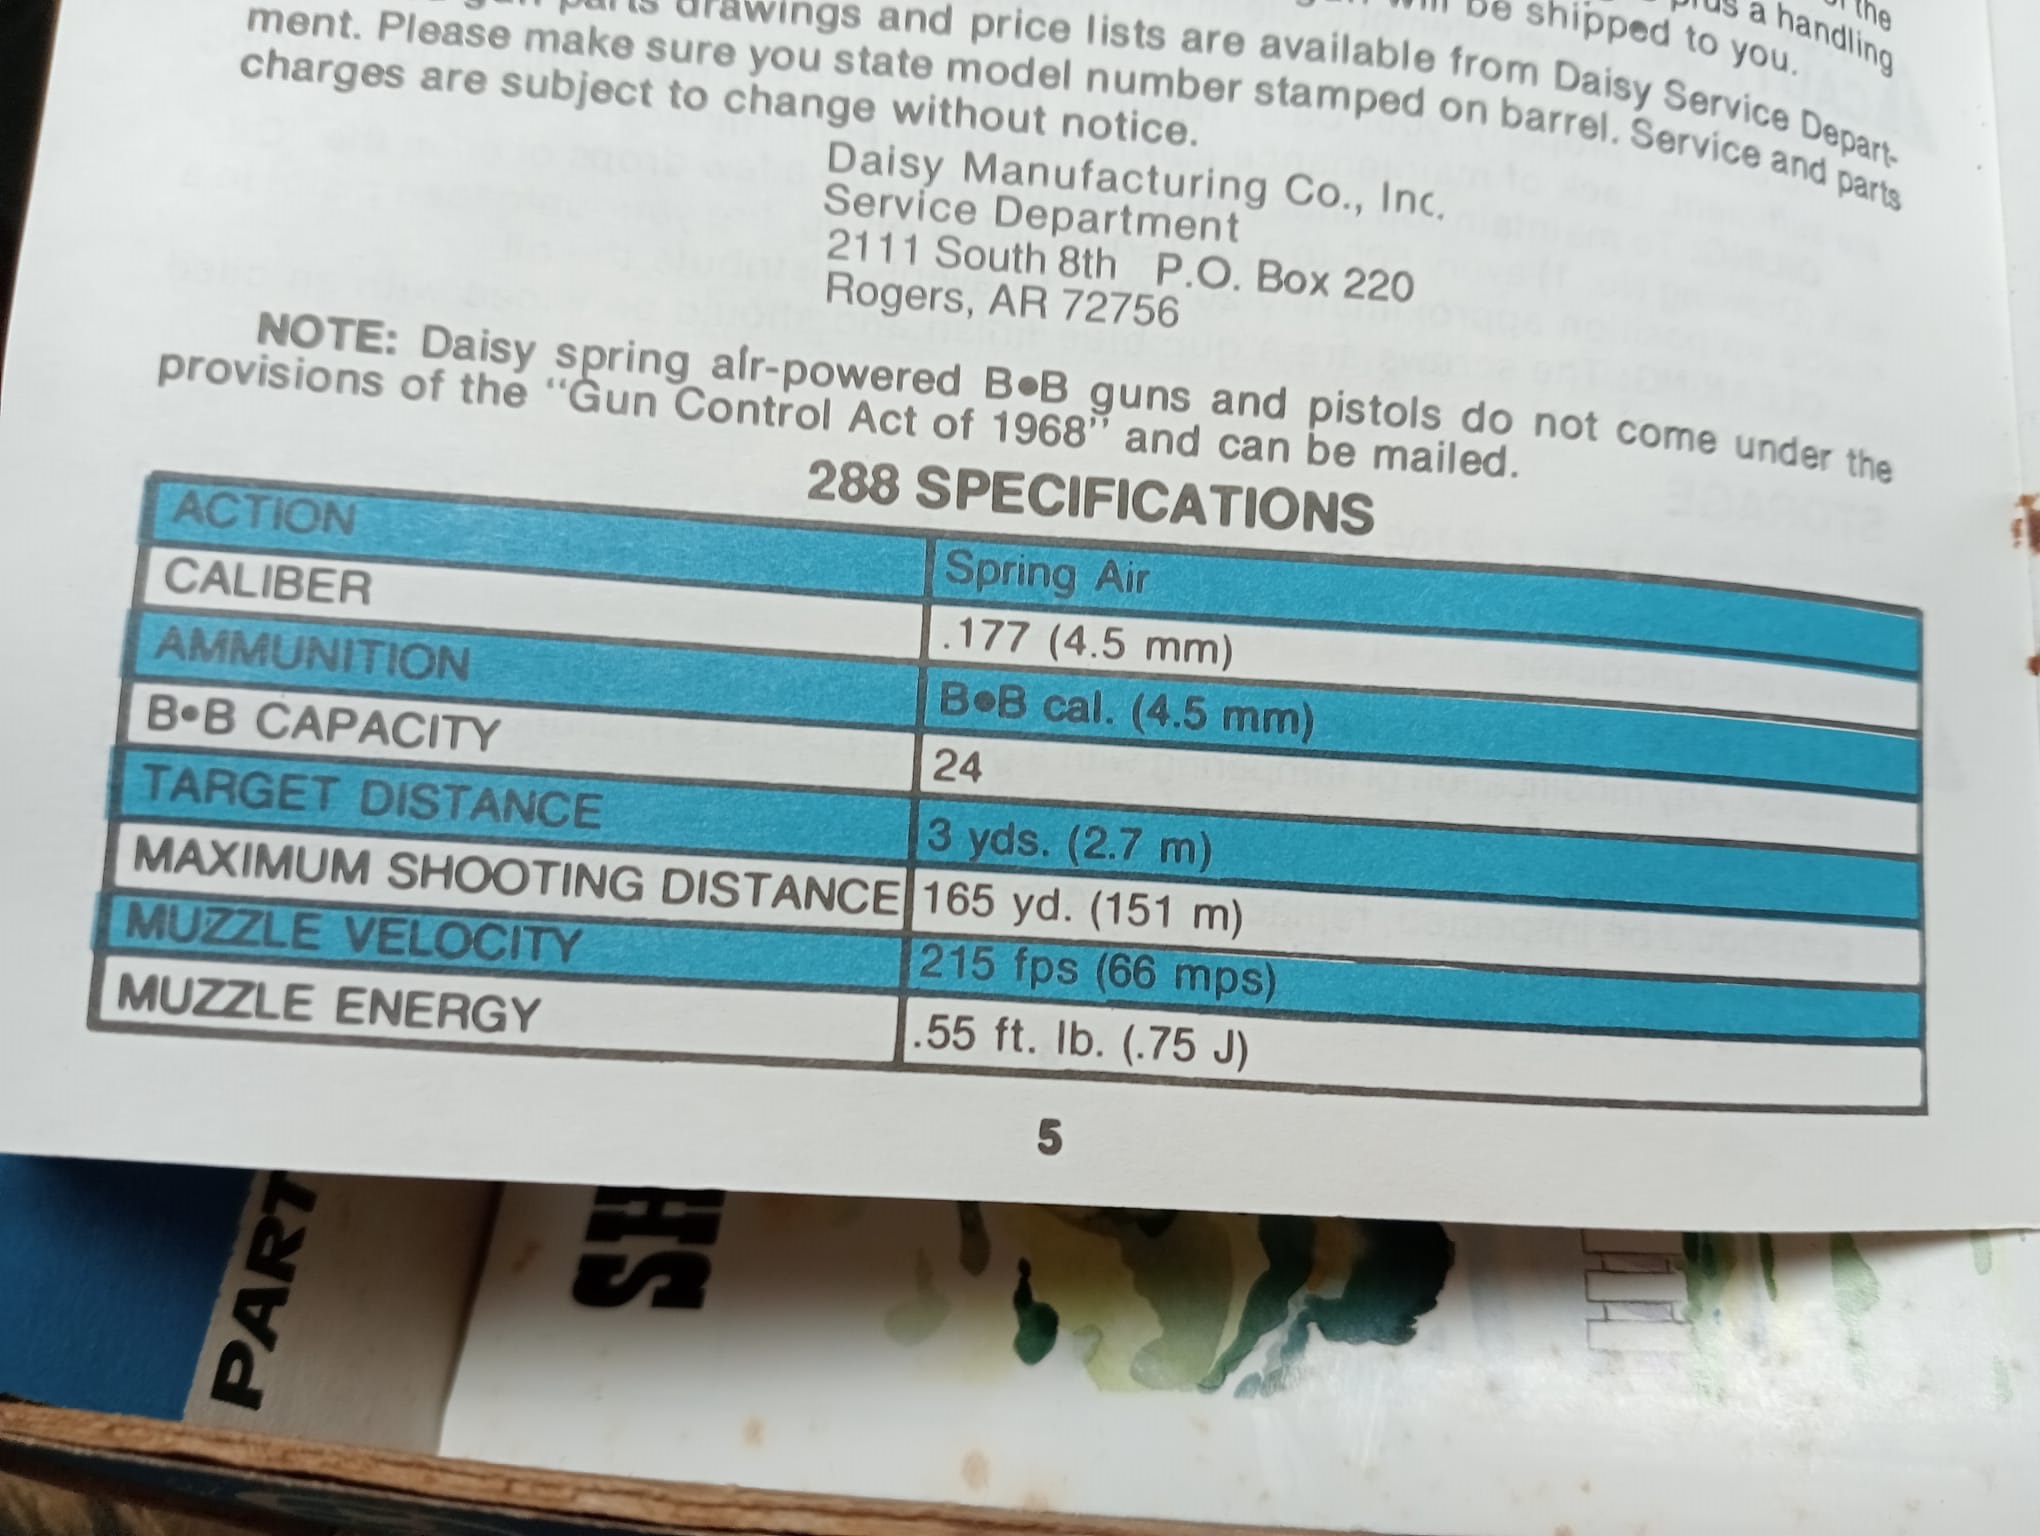 parts drawings and price lists are available from Daisy Service Depart-
ment. Please make sure you state model number stamped on barrel. Service and parts
charges are subject to change without notice.
be shipped to you.
plus a handling
the
Daisy Manufacturing Co., Inc.
Service Department
2111 South 8th P.O. Box 220
Rogers, AR 72756
NOTE: Daisy spring air-powered B•B guns and pistols do not come under the
provisions of the "Gun Control Act of 1968" and can be mailed.
288 SPECIFICATIONS
ACTION Spring Air
CALIBER .177 (4.5 mm)
AMMUNITION B•B cal. (4.5 mm)
B•B CAPACITY 24
TARGET DISTANCE 3 yds. (2.7 m)
MAXIMUM SHOOTING DISTANCE 165 yd. (151 m)
MUZZLE VELOCITY 215 fps (66 mps)
MUZZLE ENERGY .55 ft. lb. (.75 J)
5
PART
SH